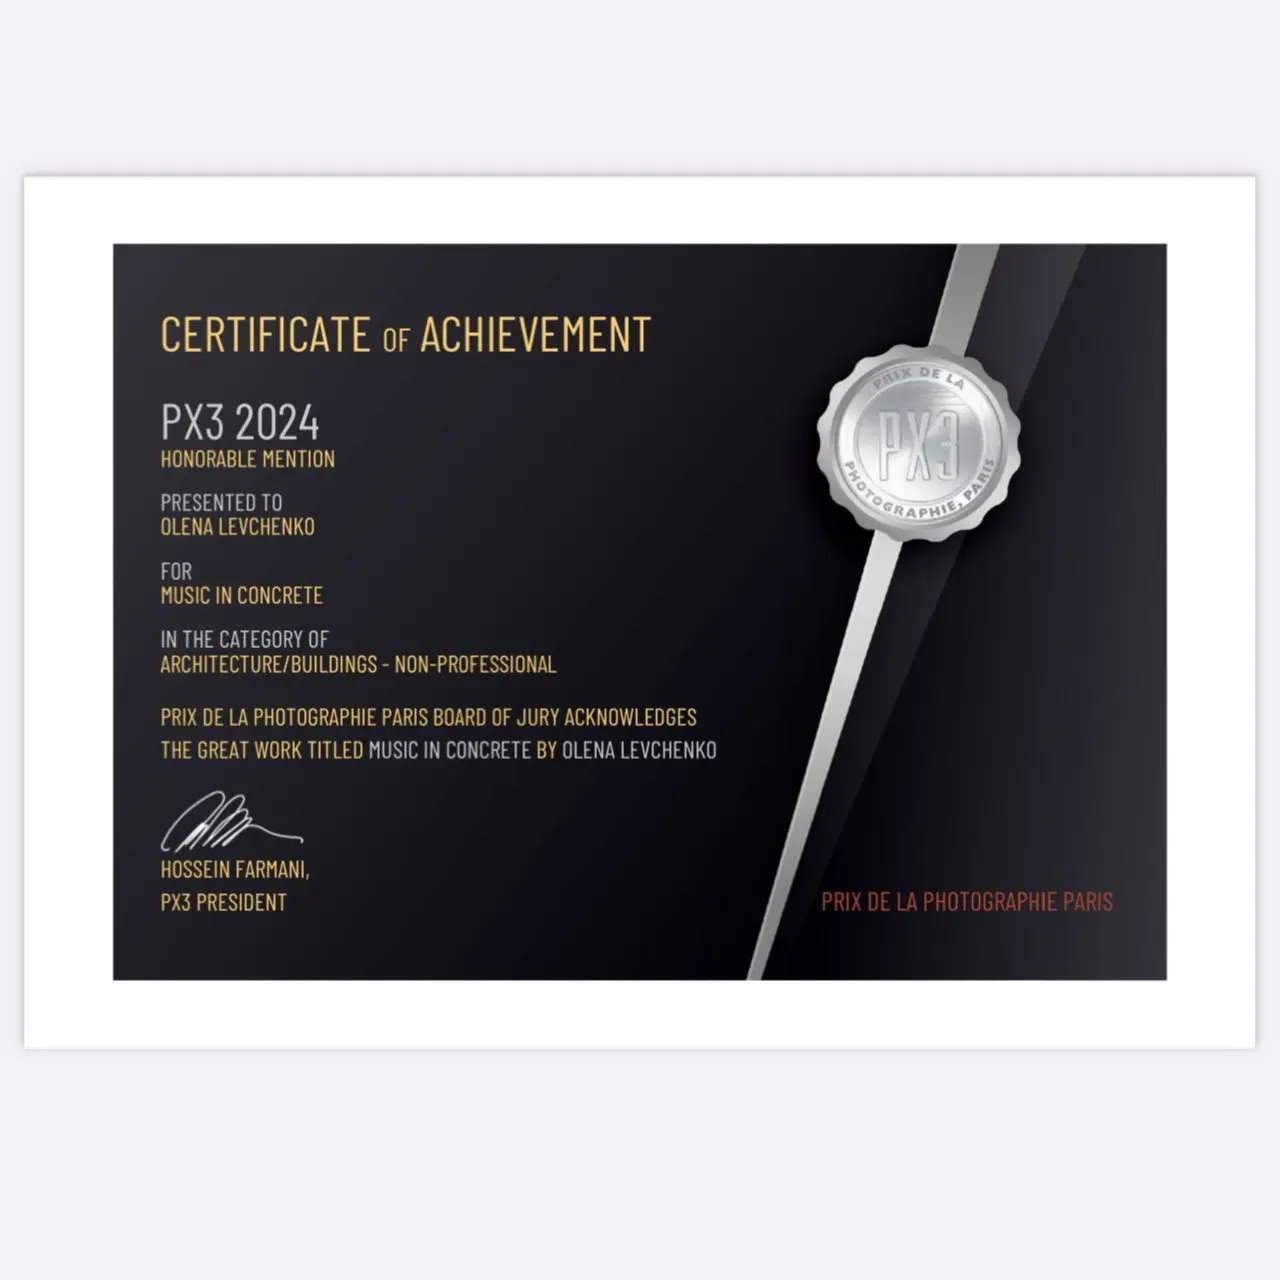 CERTIFICATE OF ACHIEVEMENT
PX3 2024
HONORABLE MENTION
PRESENTED TO
OLENA LEVCHENKO
FOR
MUSIC IN CONCRETE
IN THE CATEGORY OF
ARCHITECTURE/BUILDINGS - NON-PROFESSIONAL
PRIX DE LA PHOTOGRAPHIE PARIS BOARD OF JURY ACKNOWLEDGES
THE GREAT WORK TITLED MUSIC IN CONCRETE BY OLENA LEVCHENKO
HOSSEIN FARMANI,
PX3 PRESIDENT
PRIX DE LA
PX3
PHOTOGRAPHIE, PARIS
PRIX DE LA PHOTOGRAPHIE PARIS